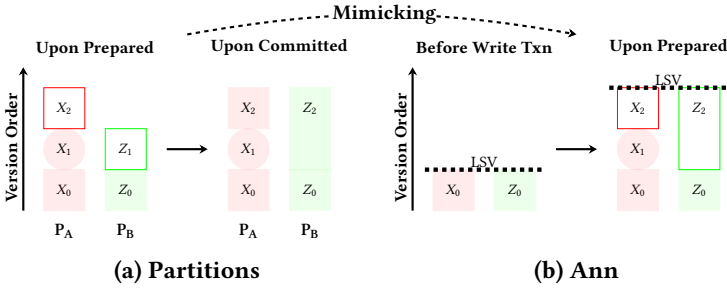 Mimicking
Upon Prepared
Upon Committed
Before Write Txn
Upon Prepared
Version Order
X2
X1
Z1
X0
Z0
PA
PB
X2
Z2
X1
X0
Z0
PA
PB
Version Order
LSV
X0
Z0
LSV
X2
Z2
X1
X0
Z0
(a) Partitions
(b) Ann